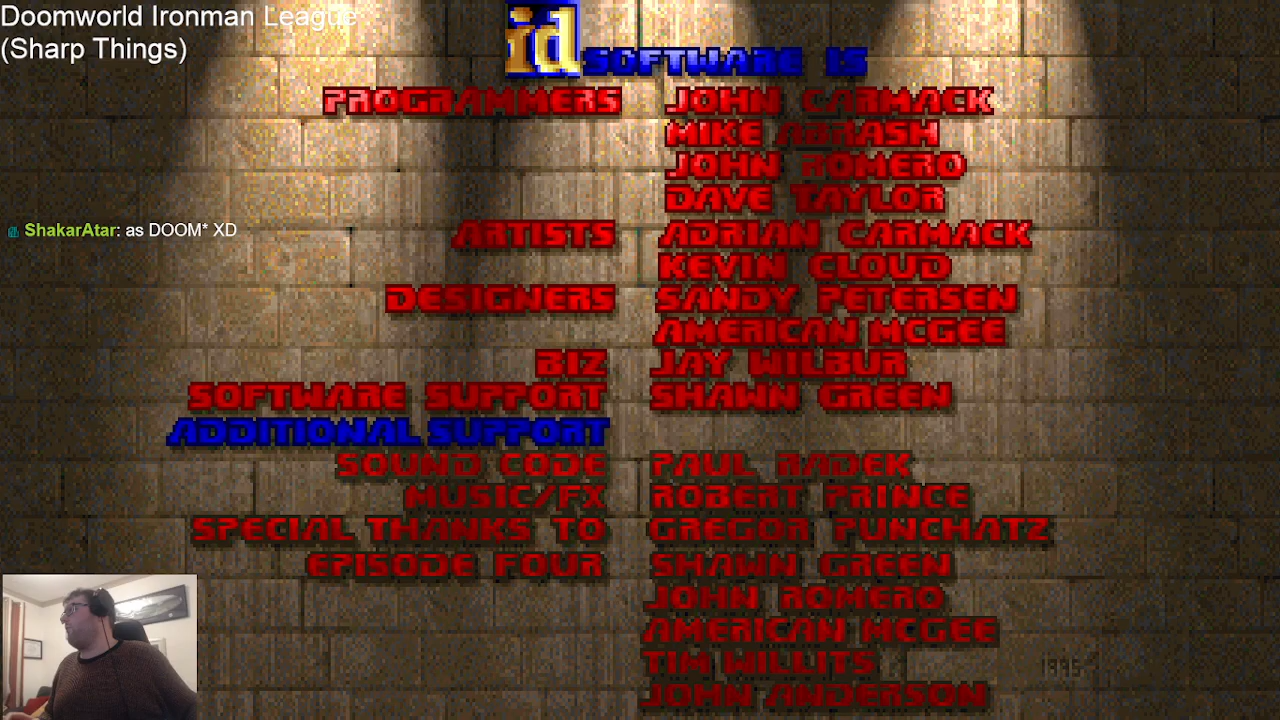 Doomworld Ironman League
(Sharp Things)
id SOFTWARE IS
PROGRAMMERS JOHN CARMACK
MIKE ABRASH
JOHN ROMERO
DAVE TAYLOR
ShakarAtar: as DOOM* XD
ARTISTS ADRIAN CARMACK
KEVIN CLOUD
DESIGNERS SANDY PETERSEN
AMERICAN MCGEE
BIZ JAY WILBUR
SOFTWARE SUPPORT SHAWN GREEN
ADDITIONAL SUPPORT
SOUND CODE PAUL RADEK
MUSIC/FX ROBERT PRINCE
SPECIAL THANKS TO GREGOR PUNCHATZ
EPISODE FOUR SHAWN GREEN
JOHN ROMERO
AMERICAN MCGEE
TIM WILLITS
1995
JOHN ANDERSON